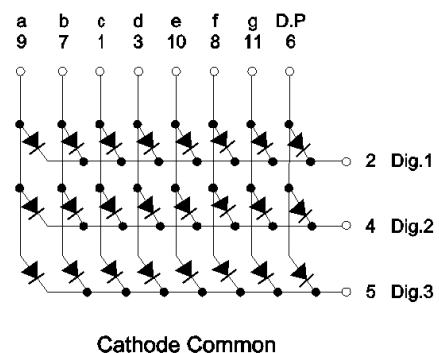 a b c d e f g D.P
9 7 1 3 10 8 11 6
2 Dig.1
4 Dig.2
5 Dig.3
Cathode Common